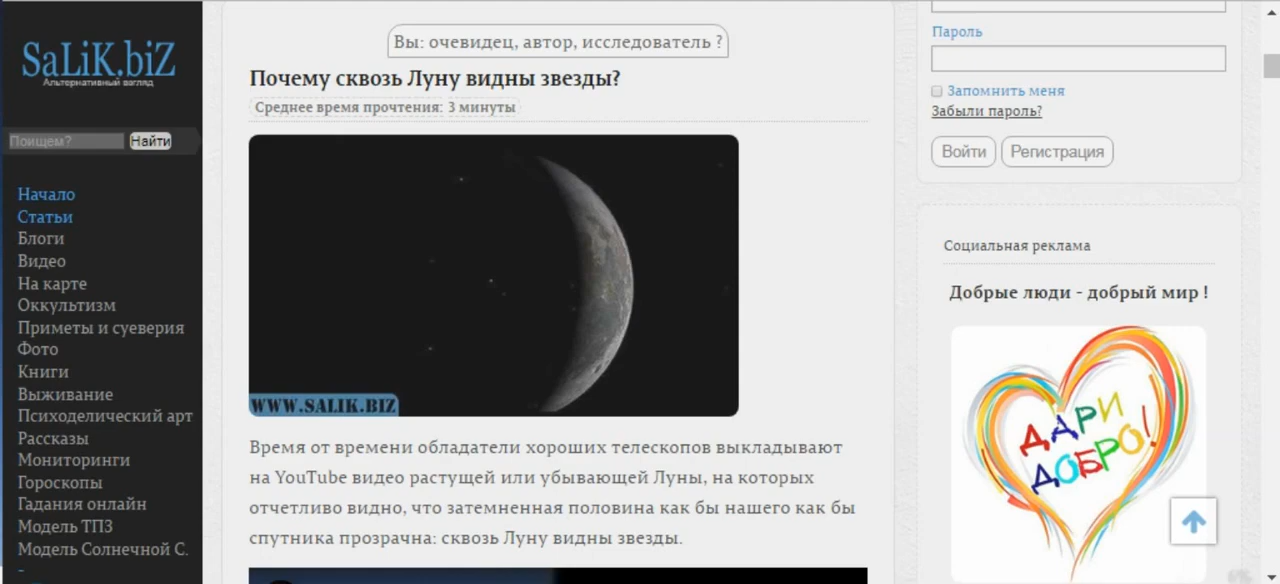 SaLiK.biZ
Альтернативный взгляд
Поищем?
Найти
Начало
Статьи
Блоги
Видео
На карте
Оккультизм
Приметы и суеверия
Фото
Книги
Выживание
Психоделический арт
Рассказы
Мониторинги
Гороскопы
Гадания онлайн
Модель ТПЗ
Модель Солнечной С.
Вы: очевидец, автор, исследователь ?
Почему сквозь Луну видны звезды?
Среднее время прочтения: 3 минуты
WWW.SALIK.BIZ
Время от времени обладатели хороших телескопов выкладывают
на YouTube видео растущей или убывающей Луны, на которых
отчетливо видно, что затемненная половина как бы нашего как бы
спутника прозрачна: сквозь Луну видны звезды.
Пароль
Запомнить меня
Забыли пароль?
Войти
Регистрация
Социальная реклама
Добрые люди - добрый мир !
ДАРИ
ДОБРО!